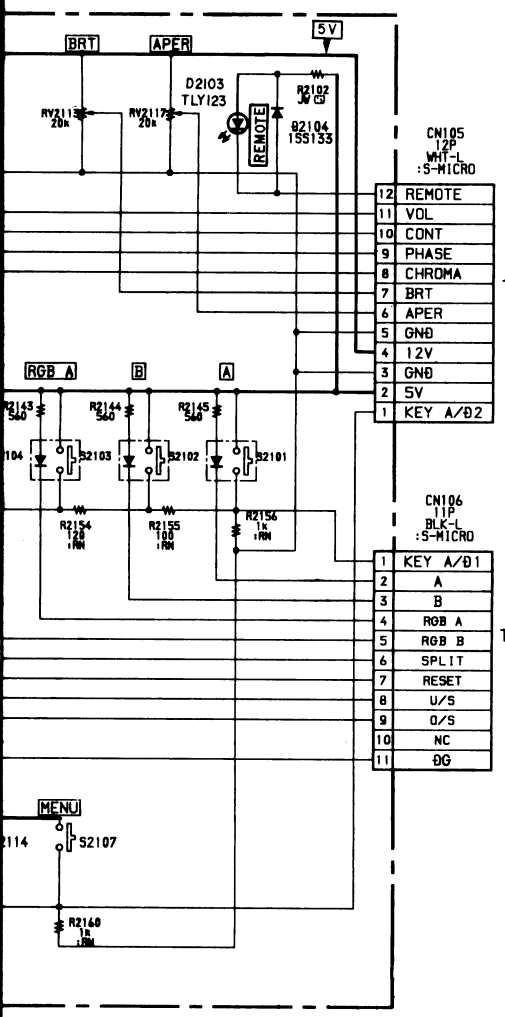 5V
BRT APER
D2103
TLY123
REMOTE
R2102
JW
RV2113
20k
RV2117
20k
D2104
1SS133
CN105
12P
WHT-L
:S-MICRO
12 REMOTE
11 VOL
10 CONT
9 PHASE
8 CHROMA
7 BRT
6 APER
5 GND
4 12V
3 GND
2 5V
1 KEY A/D2
RGB A B A
R2143
560
R2144
560
R2145
560
104 S2103 S2102 S2101
R2154
120
:RN
R2155
100
:RN
R2156
1k
:RN
CN106
11P
BLK-L
:S-MICRO
1 KEY A/D1
2 A
3 B
4 RGB A
5 RGB B
6 SPLIT
7 RESET
8 U/S
9 O/S
10 NC
11 DG
MENU
2114 S2107
R2160
1k
:RN